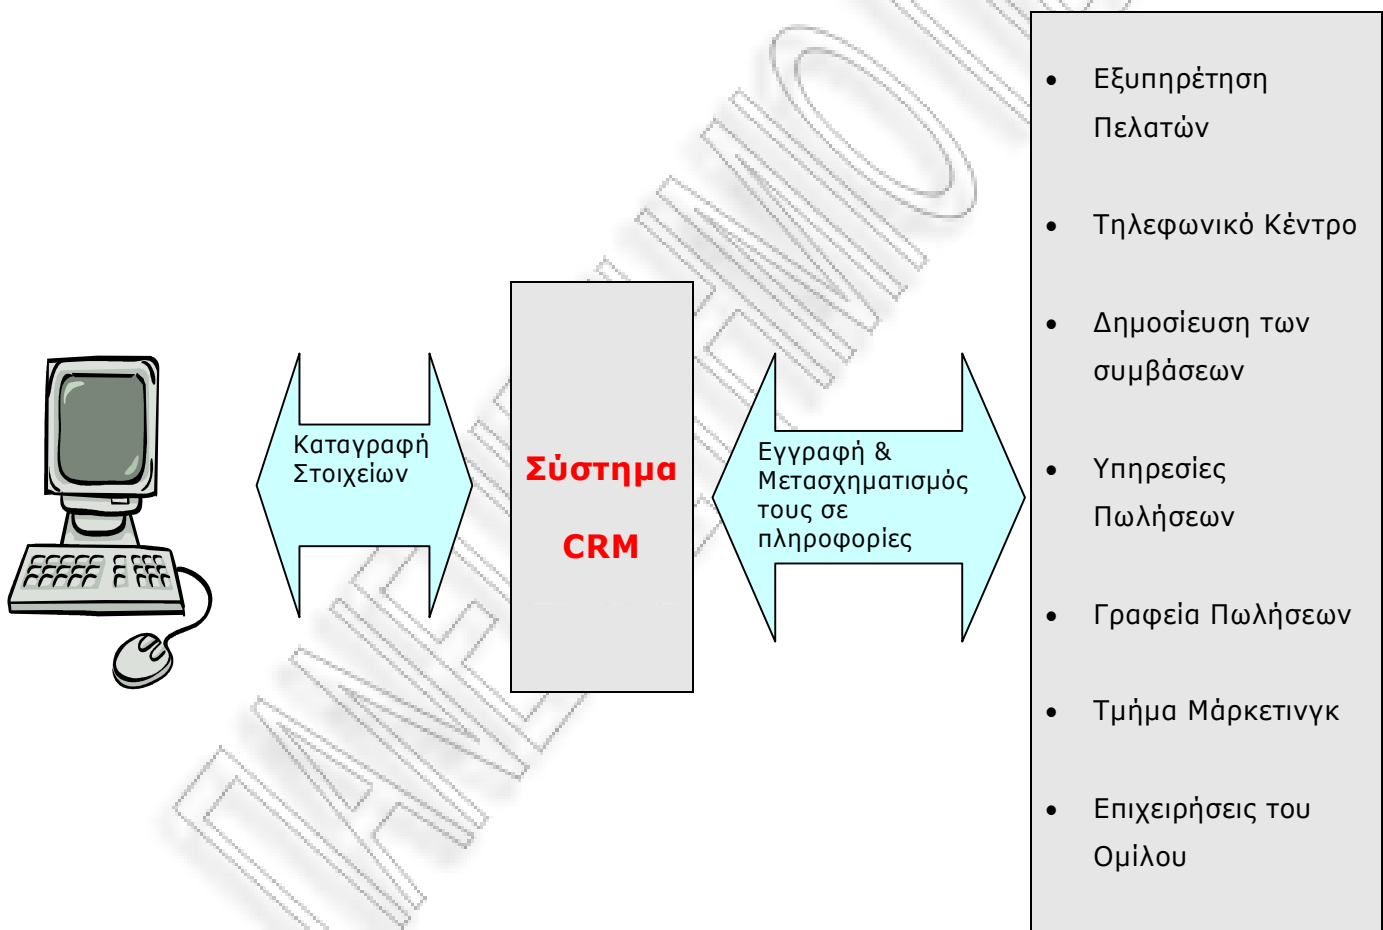 Καταγραφή
Στοιχείων
Σύστημα
CRM
Εγγραφή &
Μετασχηματισμός
τους σε
πληροφορίες
• Εξυπηρέτηση
Πελατών
• Τηλεφωνικό Κέντρο
• Δημοσίευση των
συμβάσεων
• Υπηρεσίες
Πωλήσεων
• Γραφεία Πωλήσεων
• Τμήμα Μάρκετινγκ
• Επιχειρήσεις του
Ομίλου